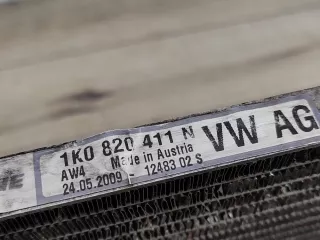 1K0 820 411 N VW AG
Made in Austria
AW4
24.05.2009 - 12483 02 S